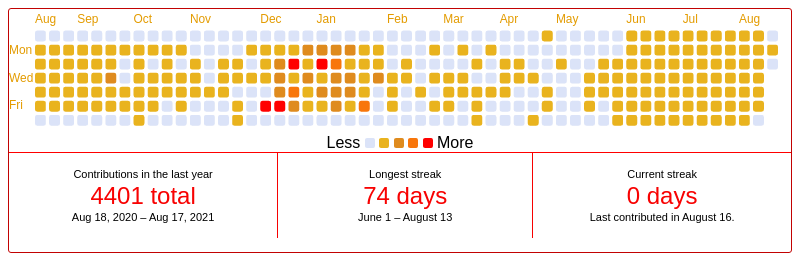 Aug Sep Oct Nov Dec Jan Feb Mar Apr May Jun Jul Aug
Mon
Wed
Fri
Less More
Contributions in the last year
4401 total
Aug 18, 2020 – Aug 17, 2021
Longest streak
74 days
June 1 – August 13
Current streak
0 days
Last contributed in August 16.